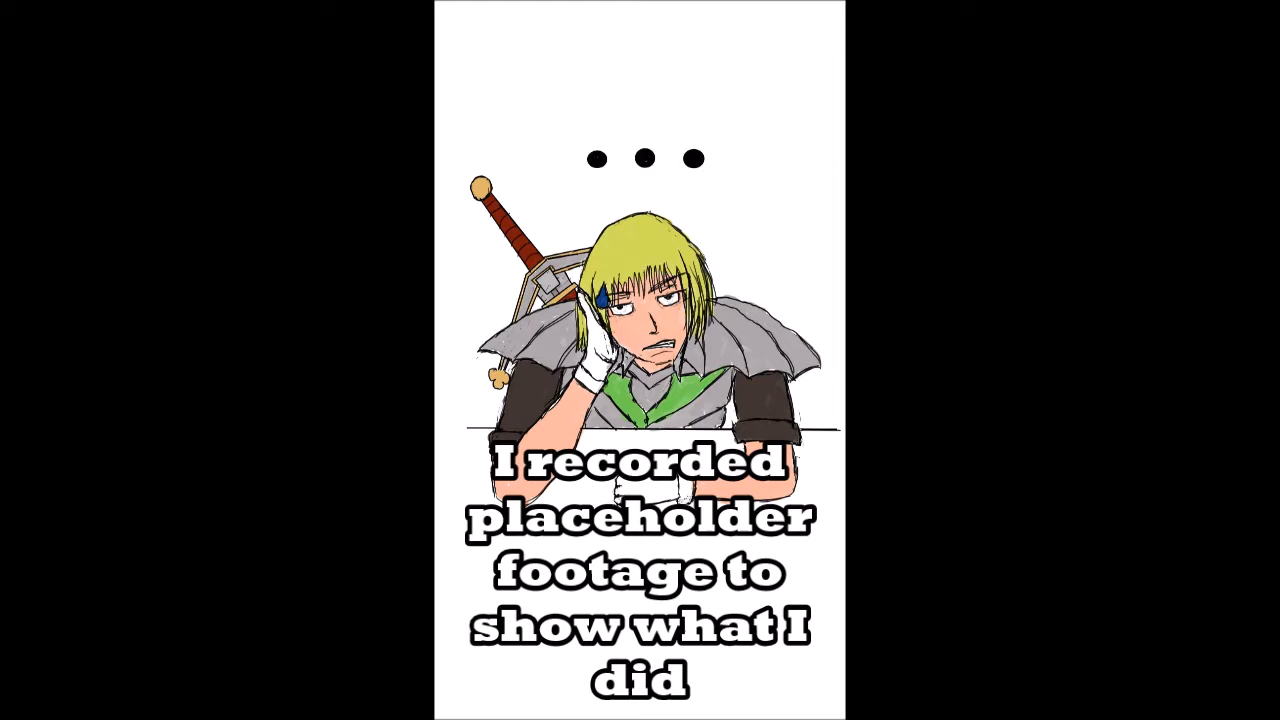 ...
I recorded
placeholder
footage to
show what I
did